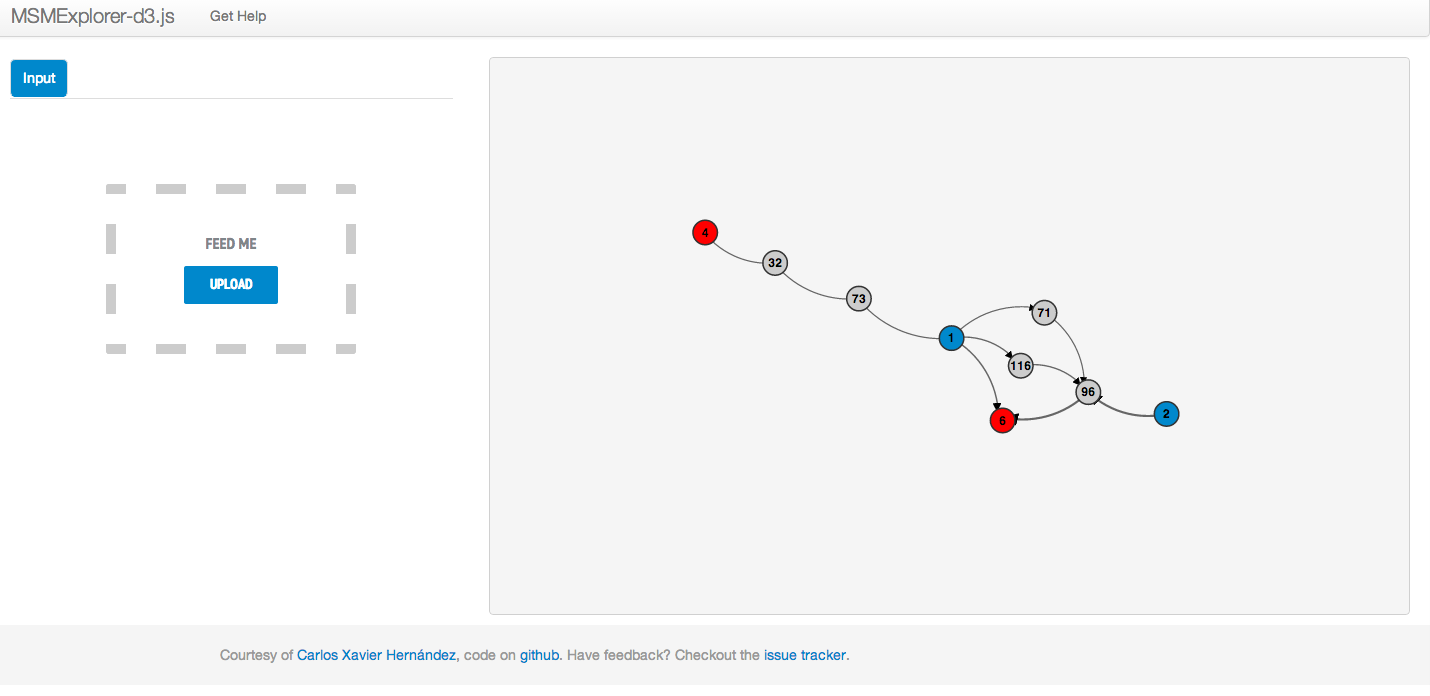 MSMExplorer-d3.js Get Help
Input
FEED ME
UPLOAD
4
32
73
71
1
116
96
2
6
Courtesy of Carlos Xavier Hernández, code on github. Have feedback? Checkout the issue tracker.